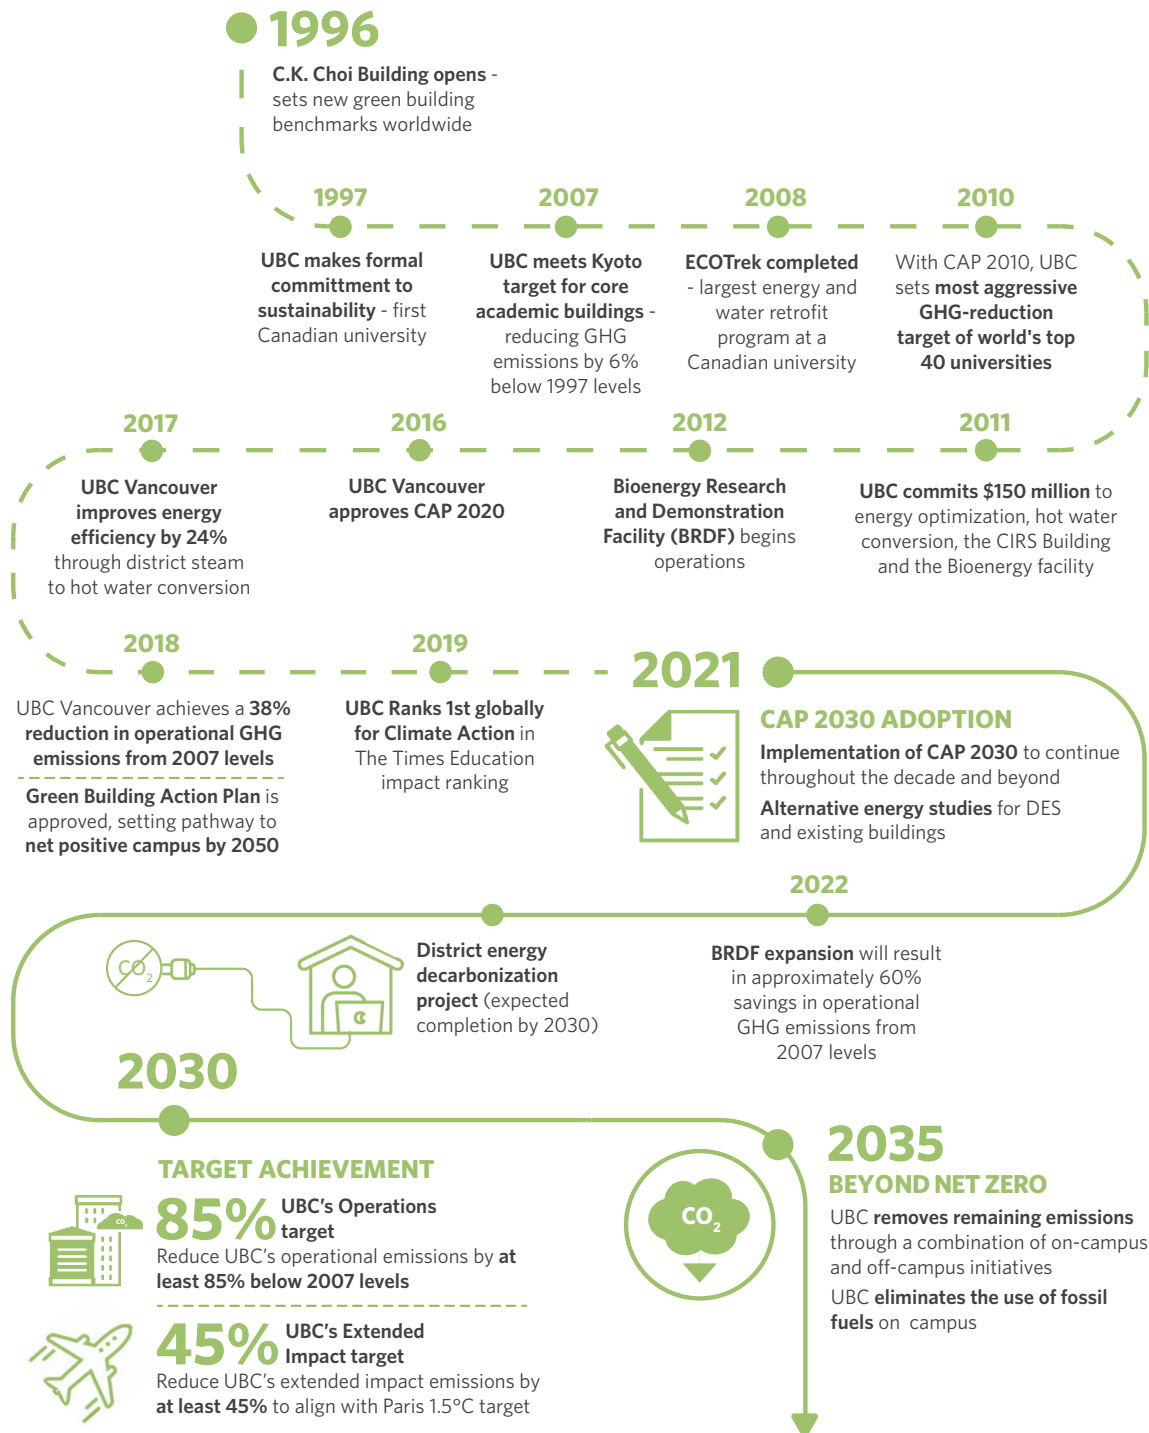 1996
C.K. Choi Building opens -
sets new green building
benchmarks worldwide
1997
UBC makes formal
committment to
sustainability - first
Canadian university
2007
UBC meets Kyoto
target for core
academic buildings -
reducing GHG
emissions by 6%
below 1997 levels
2008
ECOTrek completed
- largest energy and
water retrofit
program at a
Canadian university
2010
With CAP 2010, UBC
sets most aggressive
GHG-reduction
target of world's top
40 universities
2011
UBC commits $150 million to
energy optimization, hot water
conversion, the CIRS Building
and the Bioenergy facility
2012
Bioenergy Research
and Demonstration
Facility (BRDF) begins
operations
2016
UBC Vancouver
approves CAP 2020
2017
UBC Vancouver
improves energy
efficiency by 24%
through district steam
to hot water conversion
2018
UBC Vancouver achieves a 38%
reduction in operational GHG
emissions from 2007 levels
Green Building Action Plan is
approved, setting pathway to
net positive campus by 2050
2019
UBC Ranks 1st globally
for Climate Action in
The Times Education
impact ranking
2021
CAP 2030 ADOPTION
Implementation of CAP 2030 to continue
throughout the decade and beyond
Alternative energy studies for DES
and existing buildings
2022
BRDF expansion will result
in approximately 60%
savings in operational
GHG emissions from
2007 levels
District energy
decarbonization
project (expected
completion by 2030)
CO2
2030
TARGET ACHIEVEMENT
CO2
85% UBC's Operations
target
Reduce UBC's operational emissions by at
least 85% below 2007 levels
45% UBC's Extended
Impact target
Reduce UBC's extended impact emissions by
at least 45% to align with Paris 1.5°C target
CO2
2035
BEYOND NET ZERO
UBC removes remaining emissions
through a combination of on-campus
and off-campus initiatives
UBC eliminates the use of fossil
fuels on campus